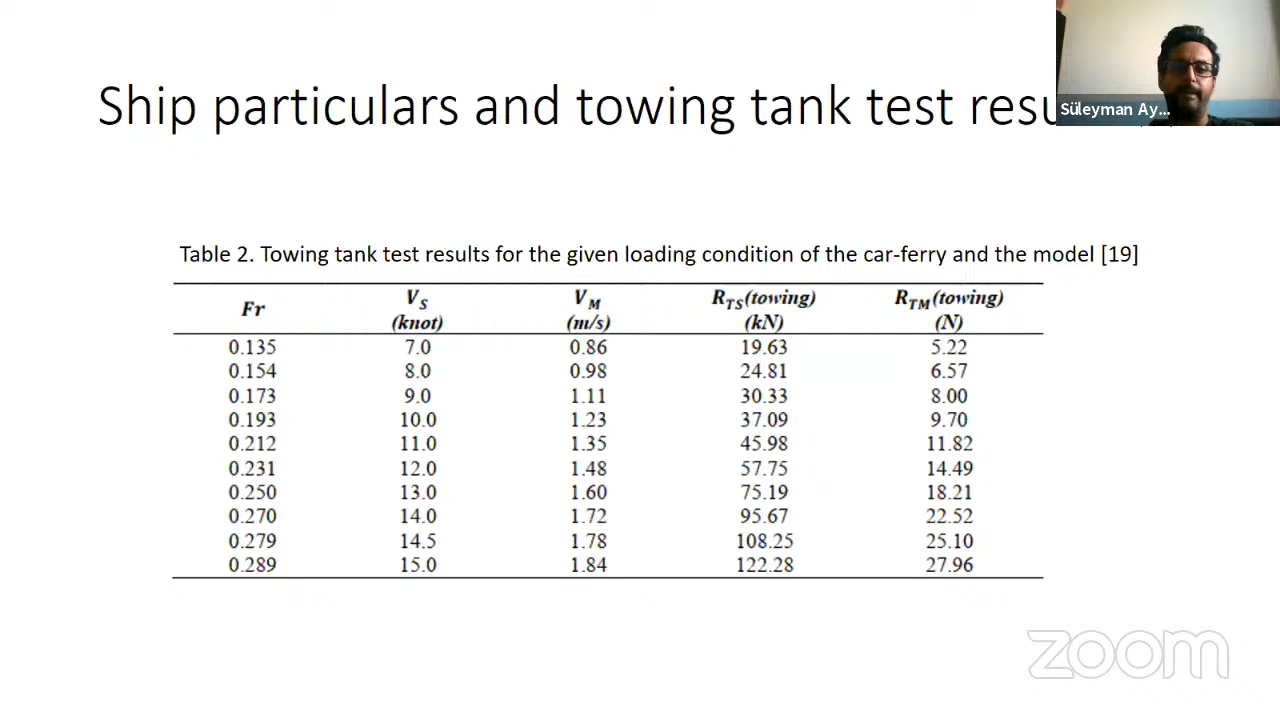 Ship particulars and towing tank test
Süleyman Ay...
Table 2. Towing tank test results for the given loading condition of the car-ferry and the model [19]
Fr V_S (knot) V_M (m/s) R_TS(towing) (kN) R_TM(towing) (N)
0.135 7.0 0.86 19.63 5.22
0.154 8.0 0.98 24.81 6.57
0.173 9.0 1.11 30.33 8.00
0.193 10.0 1.23 37.09 9.70
0.212 11.0 1.35 45.98 11.82
0.231 12.0 1.48 57.75 14.49
0.250 13.0 1.60 75.19 18.21
0.270 14.0 1.72 95.67 22.52
0.279 14.5 1.78 108.25 25.10
0.289 15.0 1.84 122.28 27.96
zoom